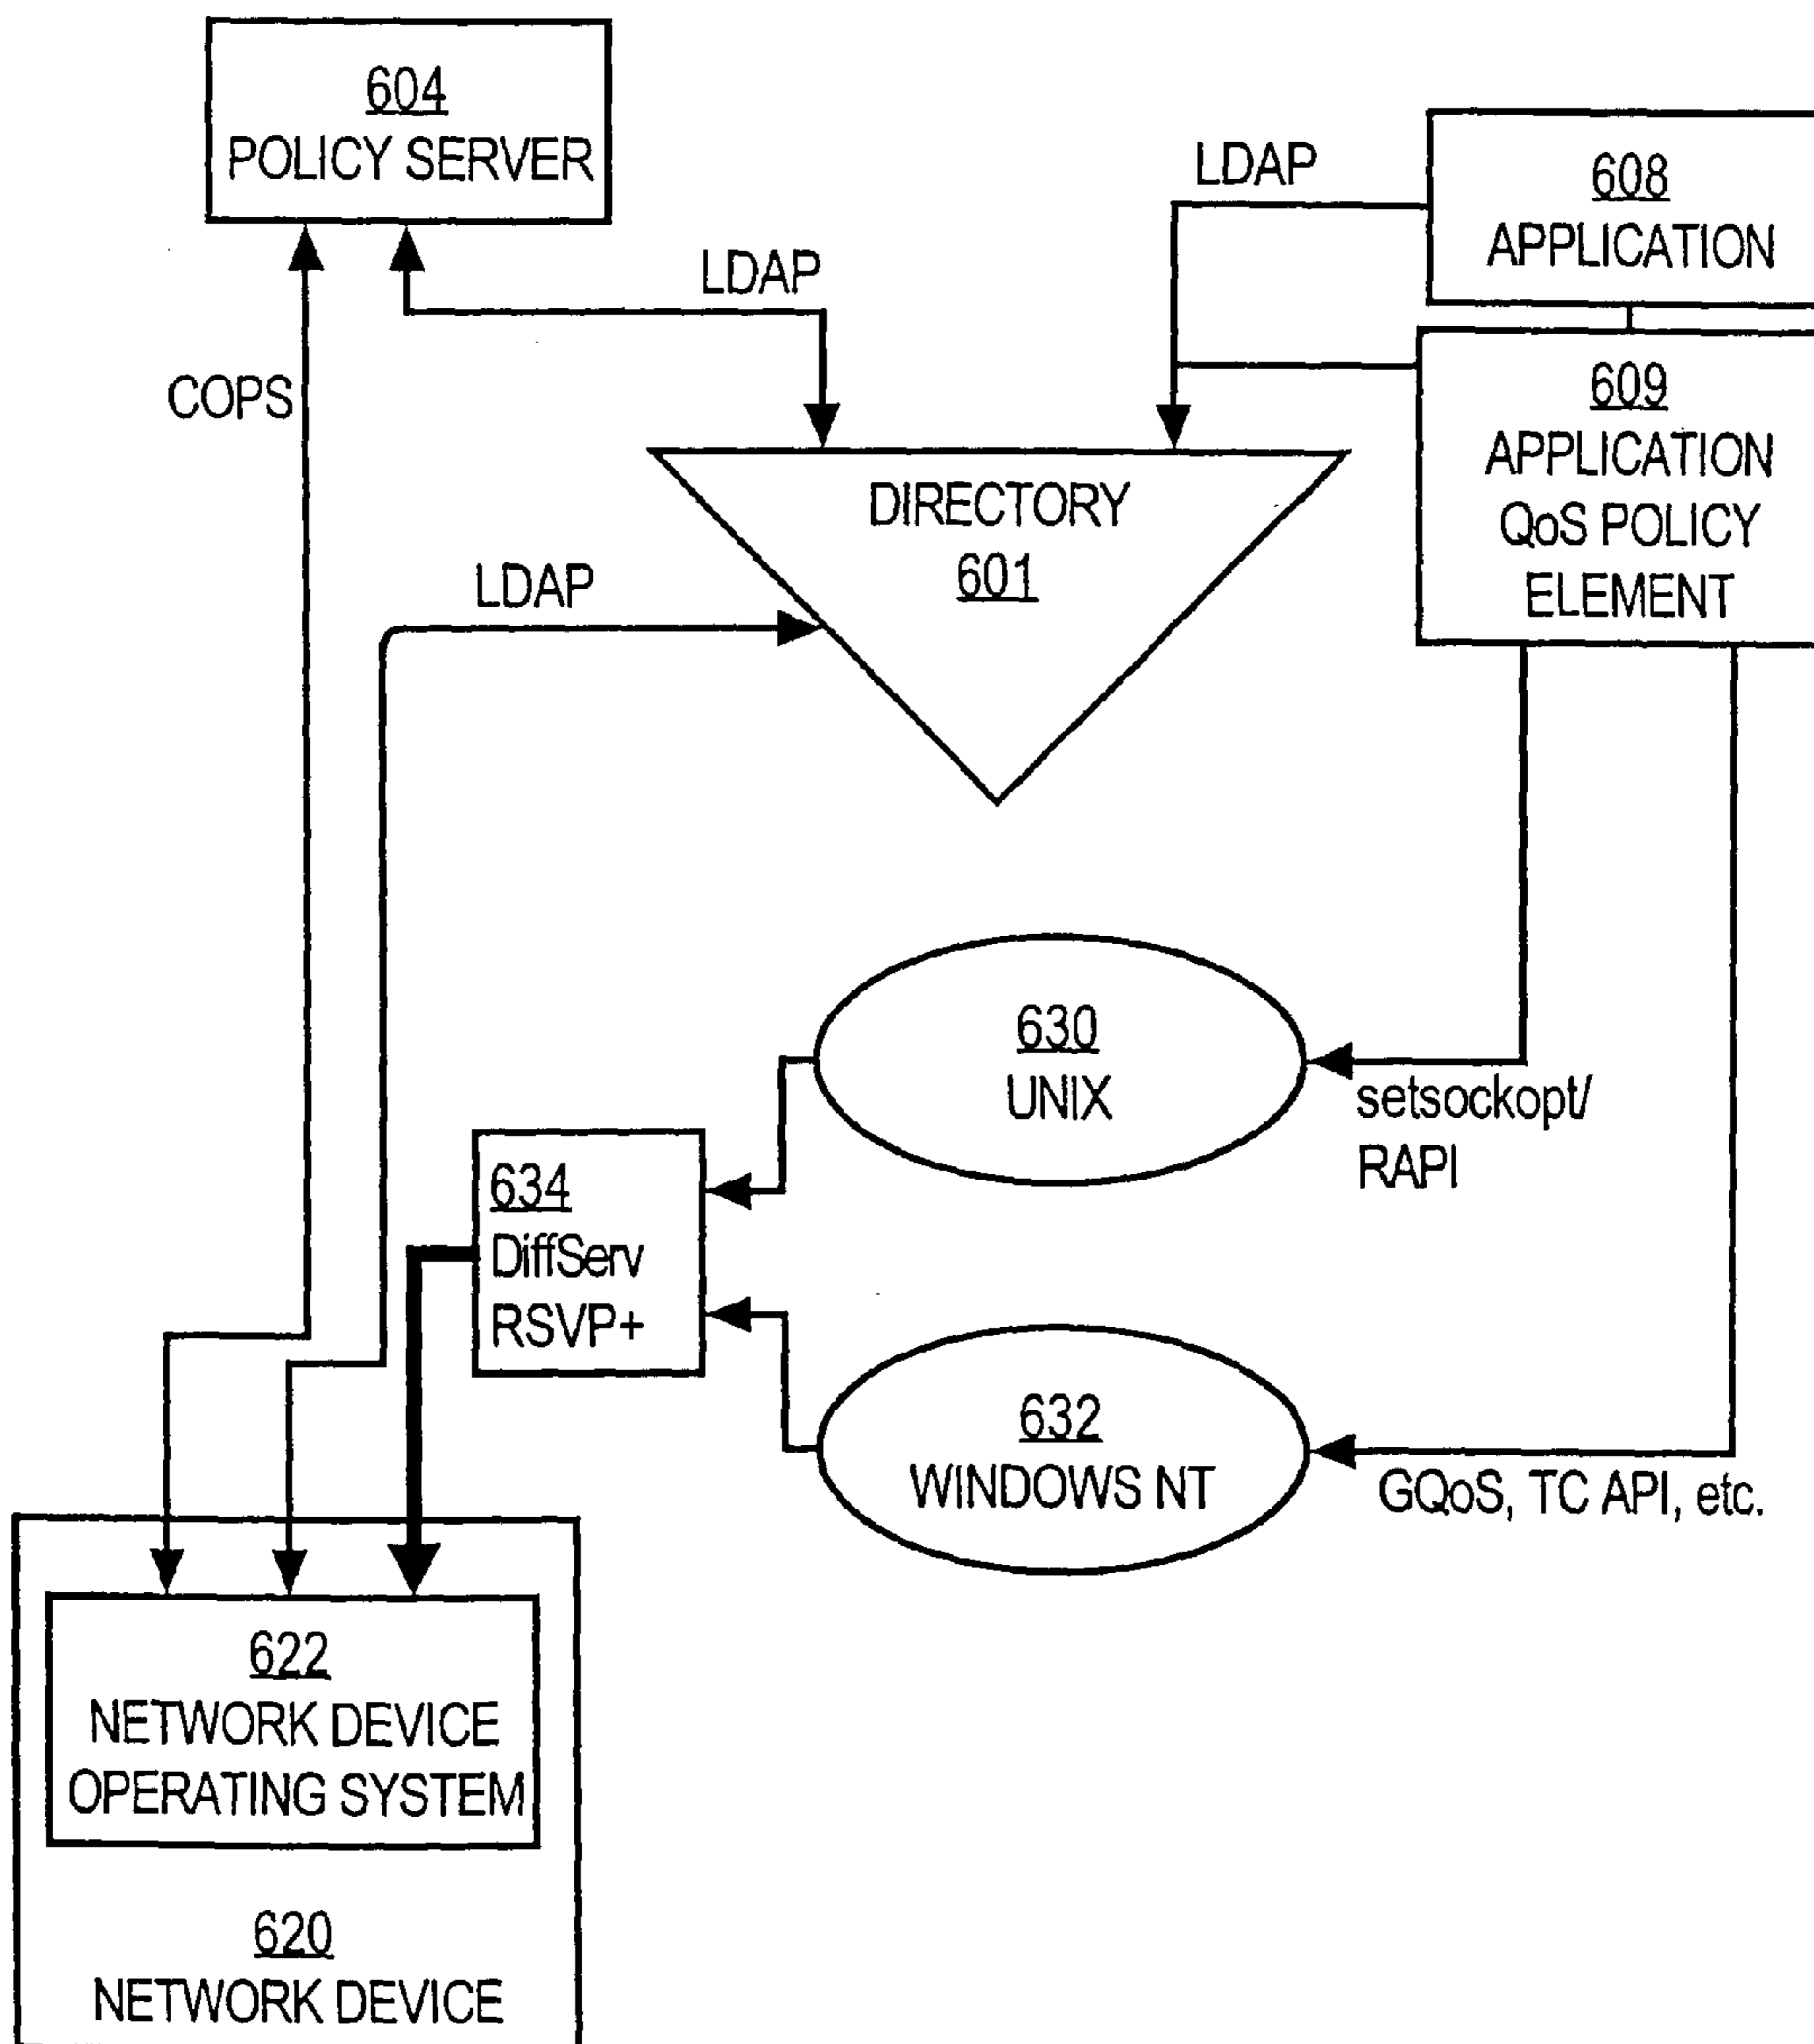 604
POLICY SERVER
LDAP
608
APPLICATION
LDAP
COPS
609
APPLICATION
QoS POLICY
ELEMENT
DIRECTORY
601
LDAP
630
UNIX
setsockopt/
RAPI
634
DiffServ
RSVP+
632
WINDOWS NT
GQoS, TC API, etc.
622
NETWORK DEVICE
OPERATING SYSTEM
620
NETWORK DEVICE